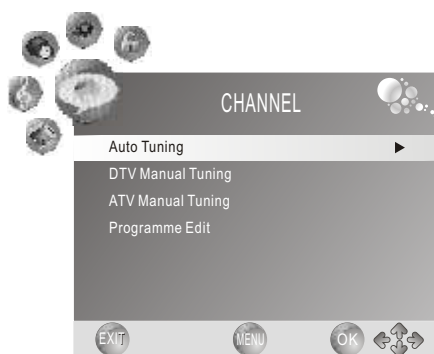 CHANNEL
Auto Tuning
DTV Manual Tuning
ATV Manual Tuning
Programme Edit
EXIT MENU OK